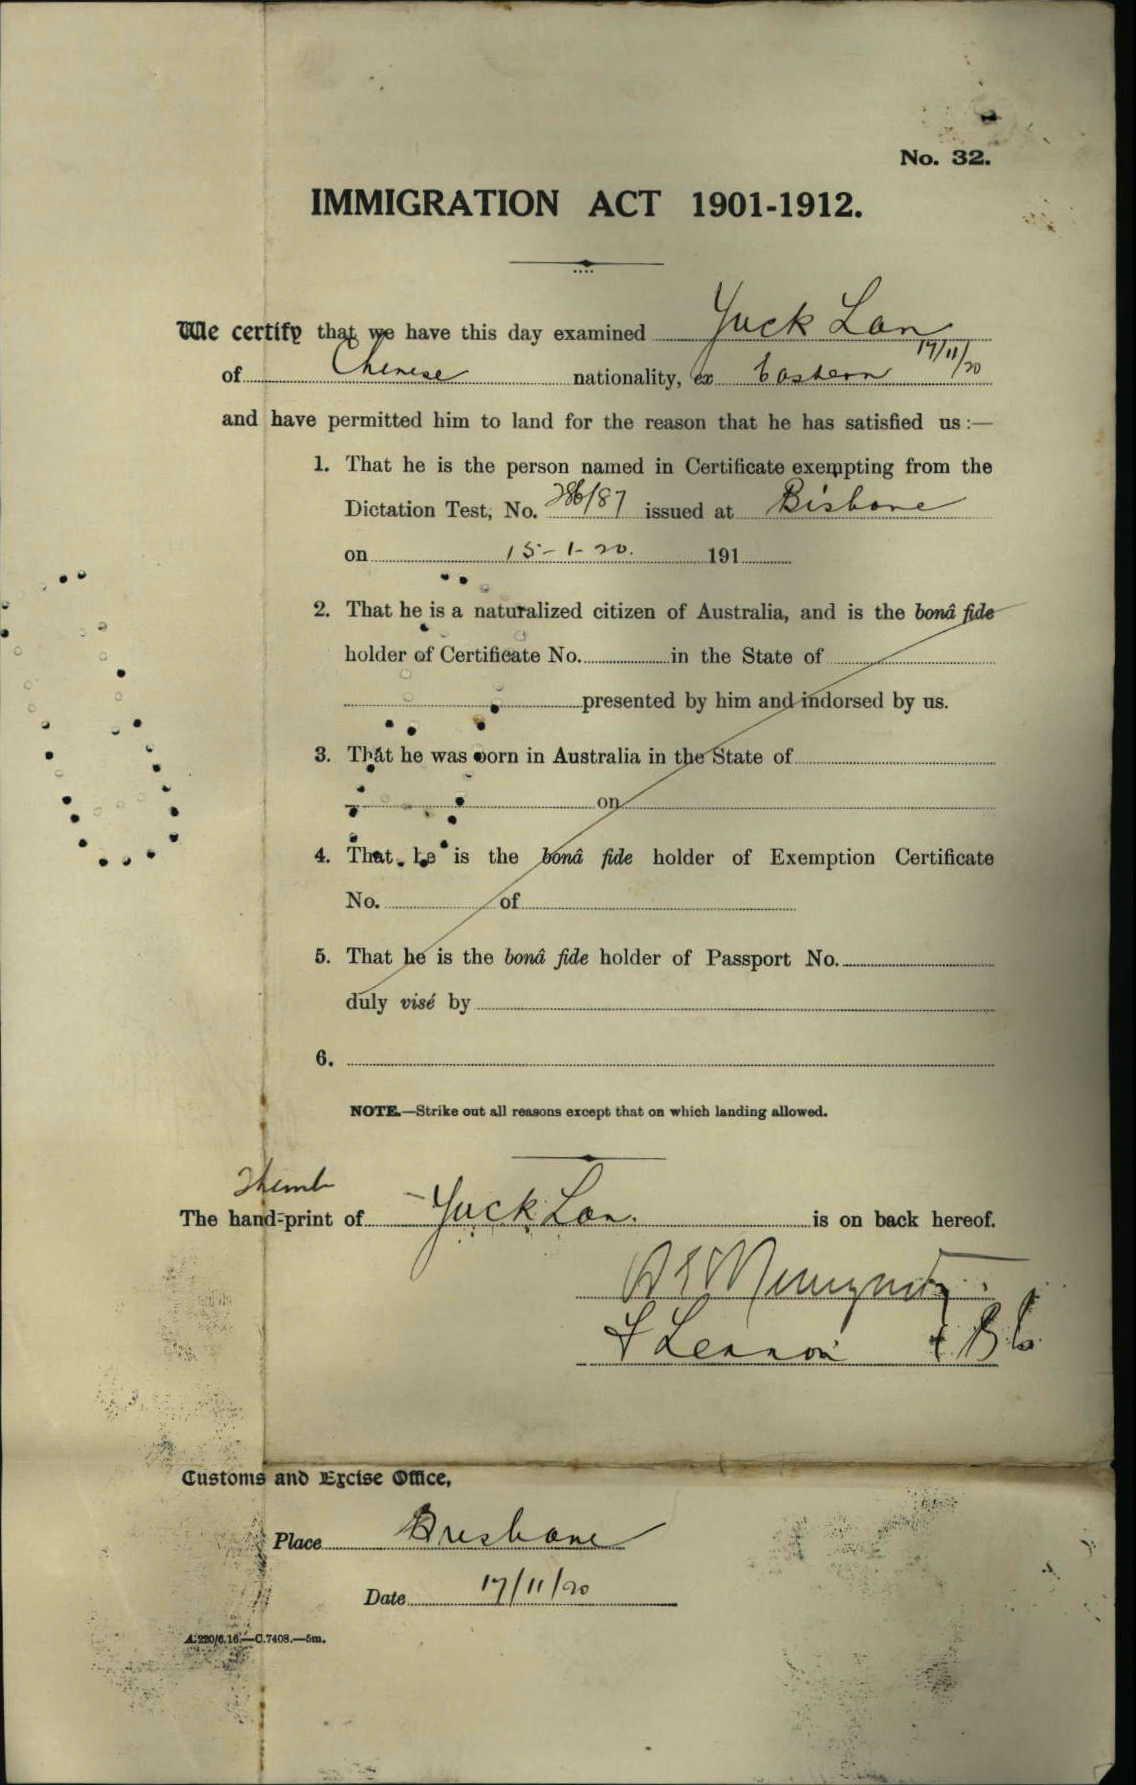 No. 32.
IMMIGRATION ACT 1901-1912.
We certify that we have this day examined Yuck Lan
17/11/20
of Chinese nationality, ex Eastern
and have permitted him to land for the reason that he has satisfied us :—
1. That he is the person named in Certificate exempting from the
Dictation Test, No. 286/87 issued at Bisbane
on 15-1-20. 191
2. That he is a naturalized citizen of Australia, and is the bonâ fide
holder of Certificate No. in the State of
presented by him and indorsed by us.
3. That he was born in Australia in the State of
on
4. That he is the bonâ fide holder of Exemption Certificate
No. of
5. That he is the bonâ fide holder of Passport No.
duly visé by
6.
NOTE.—Strike out all reasons except that on which landing allowed.
Thumb
The hand-print of Yuck Lan. is on back hereof.
F Lennon
Customs and Excise Office,
Place Brisbane
Date 17/11/20
A.220/6.16.—C.7408.—5m.